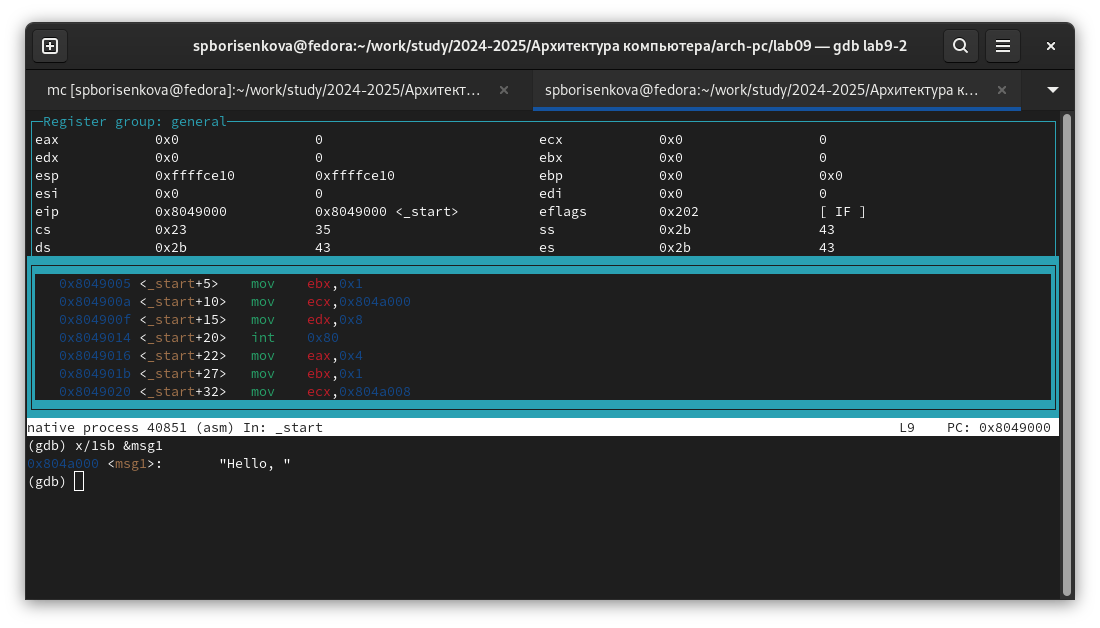 spborisenkova@fedora:~/work/study/2024-2025/Архитектура компьютера/arch-pc/lab09 — gdb lab9-2
mc [spborisenkova@fedora]:~/work/study/2024-2025/Архитект… spborisenkova@fedora:~/work/study/2024-2025/Архитектура к…
Register group: general
eax 0x0 0 ecx 0x0 0
edx 0x0 0 ebx 0x0 0
esp 0xffffce10 0xffffce10 ebp 0x0 0x0
esi 0x0 0 edi 0x0 0
eip 0x8049000 0x8049000 <_start> eflags 0x202 [ IF ]
cs 0x23 35 ss 0x2b 43
ds 0x2b 43 es 0x2b 43
0x8049005 <_start+5> mov ebx,0x1
0x804900a <_start+10> mov ecx,0x804a000
0x804900f <_start+15> mov edx,0x8
0x8049014 <_start+20> int 0x80
0x8049016 <_start+22> mov eax,0x4
0x804901b <_start+27> mov ebx,0x1
0x8049020 <_start+32> mov ecx,0x804a008
native process 40851 (asm) In: _start L9 PC: 0x8049000
(gdb) x/1sb &msg1
0x804a000 <msg1>: "Hello, "
(gdb)